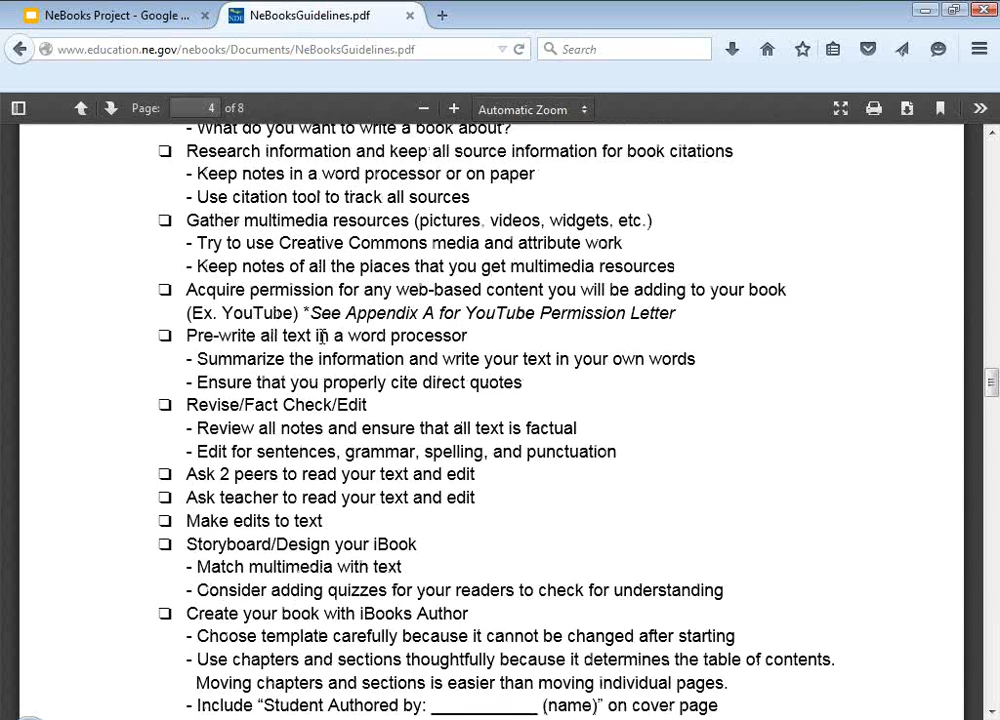 NeBooks Project - Google ...
NeBooksGuidelines.pdf
www.education.ne.gov/nebooks/Documents/NeBooksGuidelines.pdf
Search
Page: 4 of 8
Automatic Zoom
- What do you want to write a book about?
Research information and keep all source information for book citations
- Keep notes in a word processor or on paper
- Use citation tool to track all sources
Gather multimedia resources (pictures, videos, widgets, etc.)
- Try to use Creative Commons media and attribute work
- Keep notes of all the places that you get multimedia resources
Acquire permission for any web-based content you will be adding to your book
(Ex. YouTube) *See Appendix A for YouTube Permission Letter
Pre-write all text in a word processor
- Summarize the information and write your text in your own words
- Ensure that you properly cite direct quotes
Revise/Fact Check/Edit
- Review all notes and ensure that all text is factual
- Edit for sentences, grammar, spelling, and punctuation
Ask 2 peers to read your text and edit
Ask teacher to read your text and edit
Make edits to text
Storyboard/Design your iBook
- Match multimedia with text
- Consider adding quizzes for your readers to check for understanding
Create your book with iBooks Author
- Choose template carefully because it cannot be changed after starting
- Use chapters and sections thoughtfully because it determines the table of contents.
Moving chapters and sections is easier than moving individual pages.
- Include “Student Authored by: ___________ (name)” on cover page